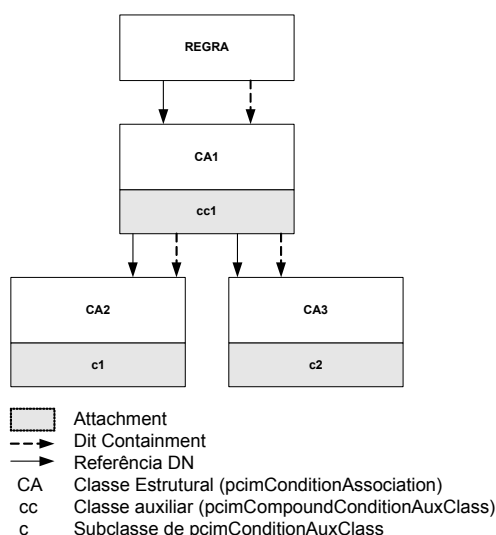 REGRA
CA1
cc1
CA2
CA3
c1
c2
Attachment
Dit Containment
Referência DN
CA Classe Estrutural (pcimConditionAssociation)
cc Classe auxiliar (pcimCompoundConditionAuxClass)
c Subclasse de pcimConditionAuxClass